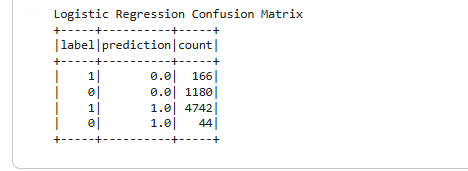 Logistic Regression Confusion Matrix
+-----+----------+-----+
|label|prediction|count|
+-----+----------+-----+
|    1|       0.0|  166|
|    0|       0.0| 1180|
|    1|       1.0| 4742|
|    0|       1.0|   44|
+-----+----------+-----+